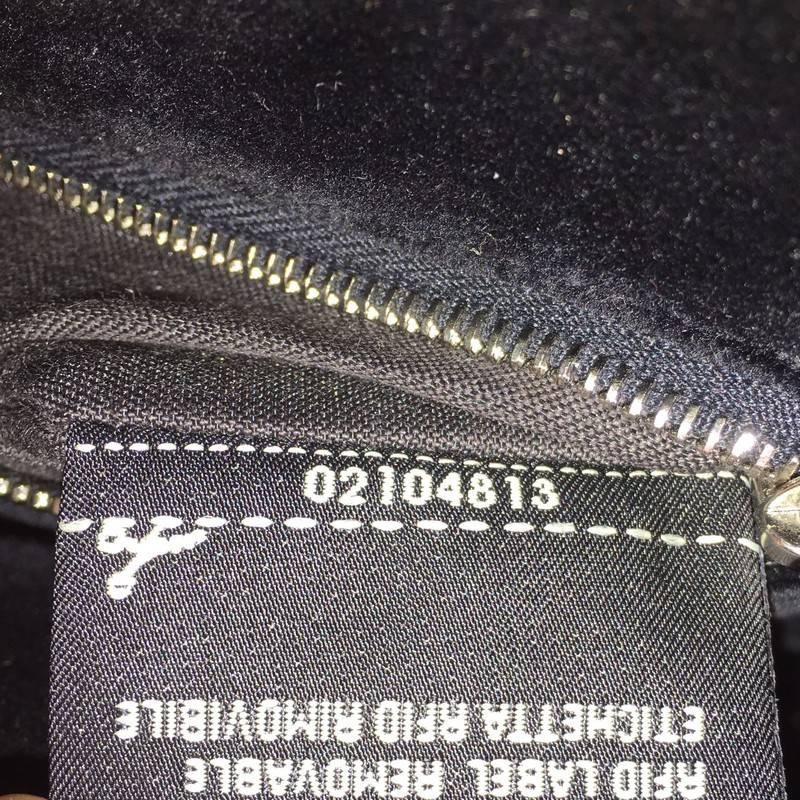 02104813
RFID LABEL REMOVABLE
ETICHETTA RFID RIMOVIBILE